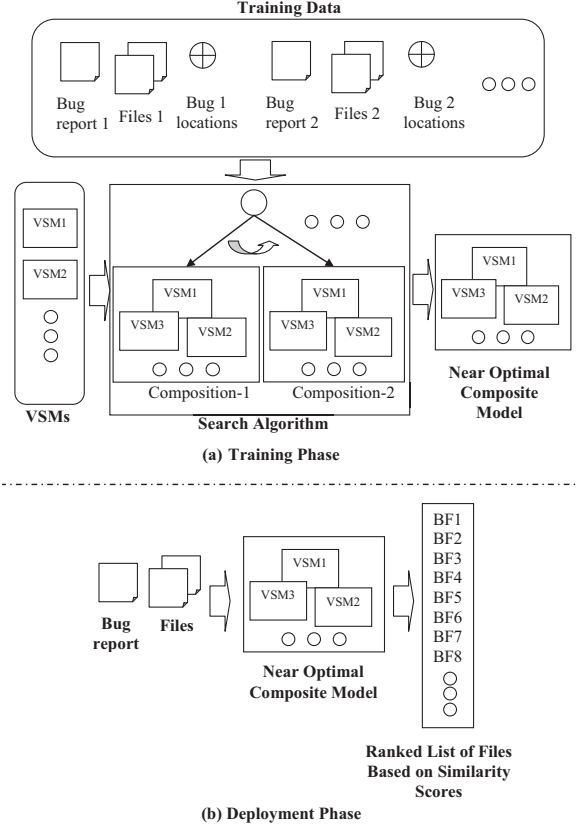 Training Data
Bug
report 1
Files 1
Bug 1
locations
Bug
report 2
Files 2
Bug 2
locations
VSM1
VSM2
VSMs
VSM1
VSM3
VSM2
Composition-1
VSM1
VSM3
VSM2
Composition-2
Search Algorithm
VSM1
VSM3
VSM2
Near Optimal
Composite
Model
(a) Training Phase
Bug
report
Files
VSM1
VSM3
VSM2
Near Optimal
Composite Model
BF1
BF2
BF3
BF4
BF5
BF6
BF7
BF8
Ranked List of Files
Based on Similarity
Scores
(b) Deployment Phase